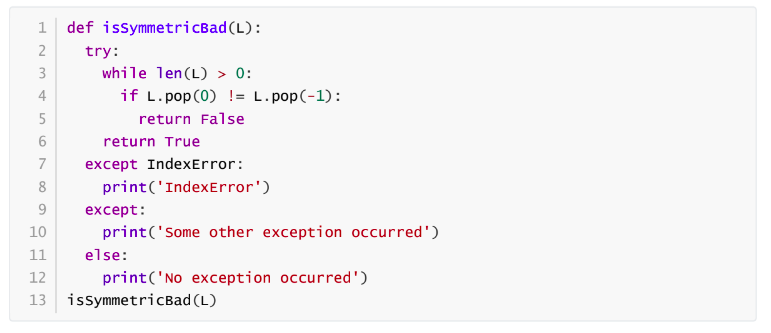 1 def isSymmetricBad(L):
2   try:
3     while len(L) > 0:
4       if L.pop(0) != L.pop(-1):
5         return False
6     return True
7   except IndexError:
8     print('IndexError')
9   except:
10     print('Some other exception occurred')
11   else:
12     print('No exception occurred')
13 isSymmetricBad(L)